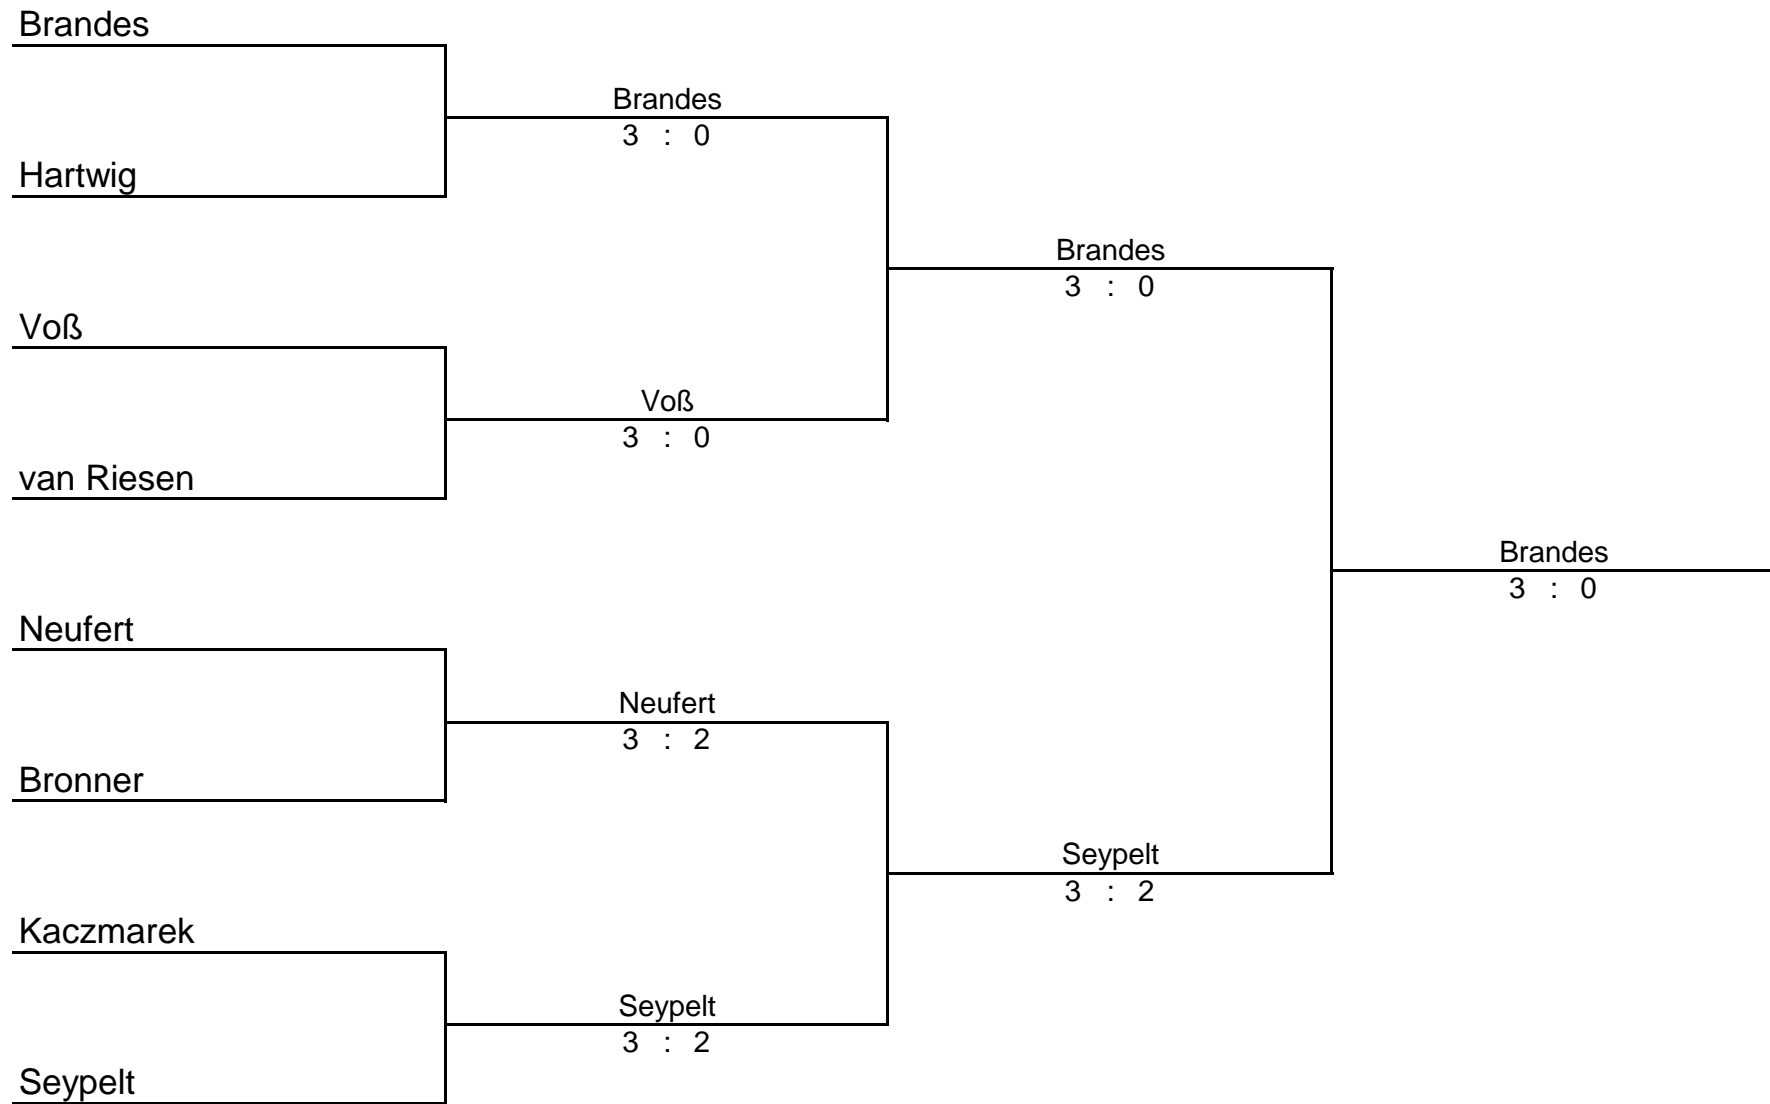 Brandes
Brandes
3 : 0
Hartwig
Brandes
3 : 0
Voß
Voß
3 : 0
van Riesen
Brandes
3 : 0
Neufert
Neufert
3 : 2
Bronner
Seypelt
3 : 2
Kaczmarek
Seypelt
3 : 2
Seypelt